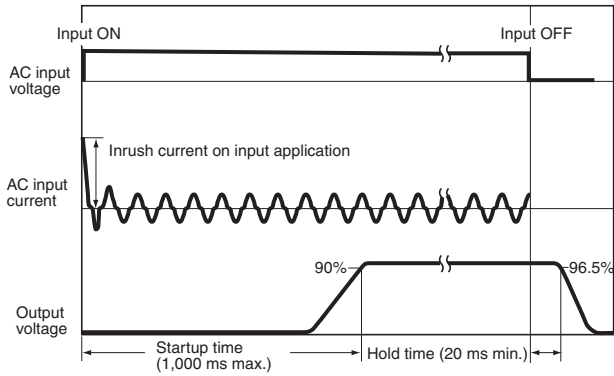 Input ON
Input OFF
AC input
voltage
Inrush current on input application
AC input
current
90%
96.5%
Output
voltage
Startup time
(1,000 ms max.)
Hold time (20 ms min.)